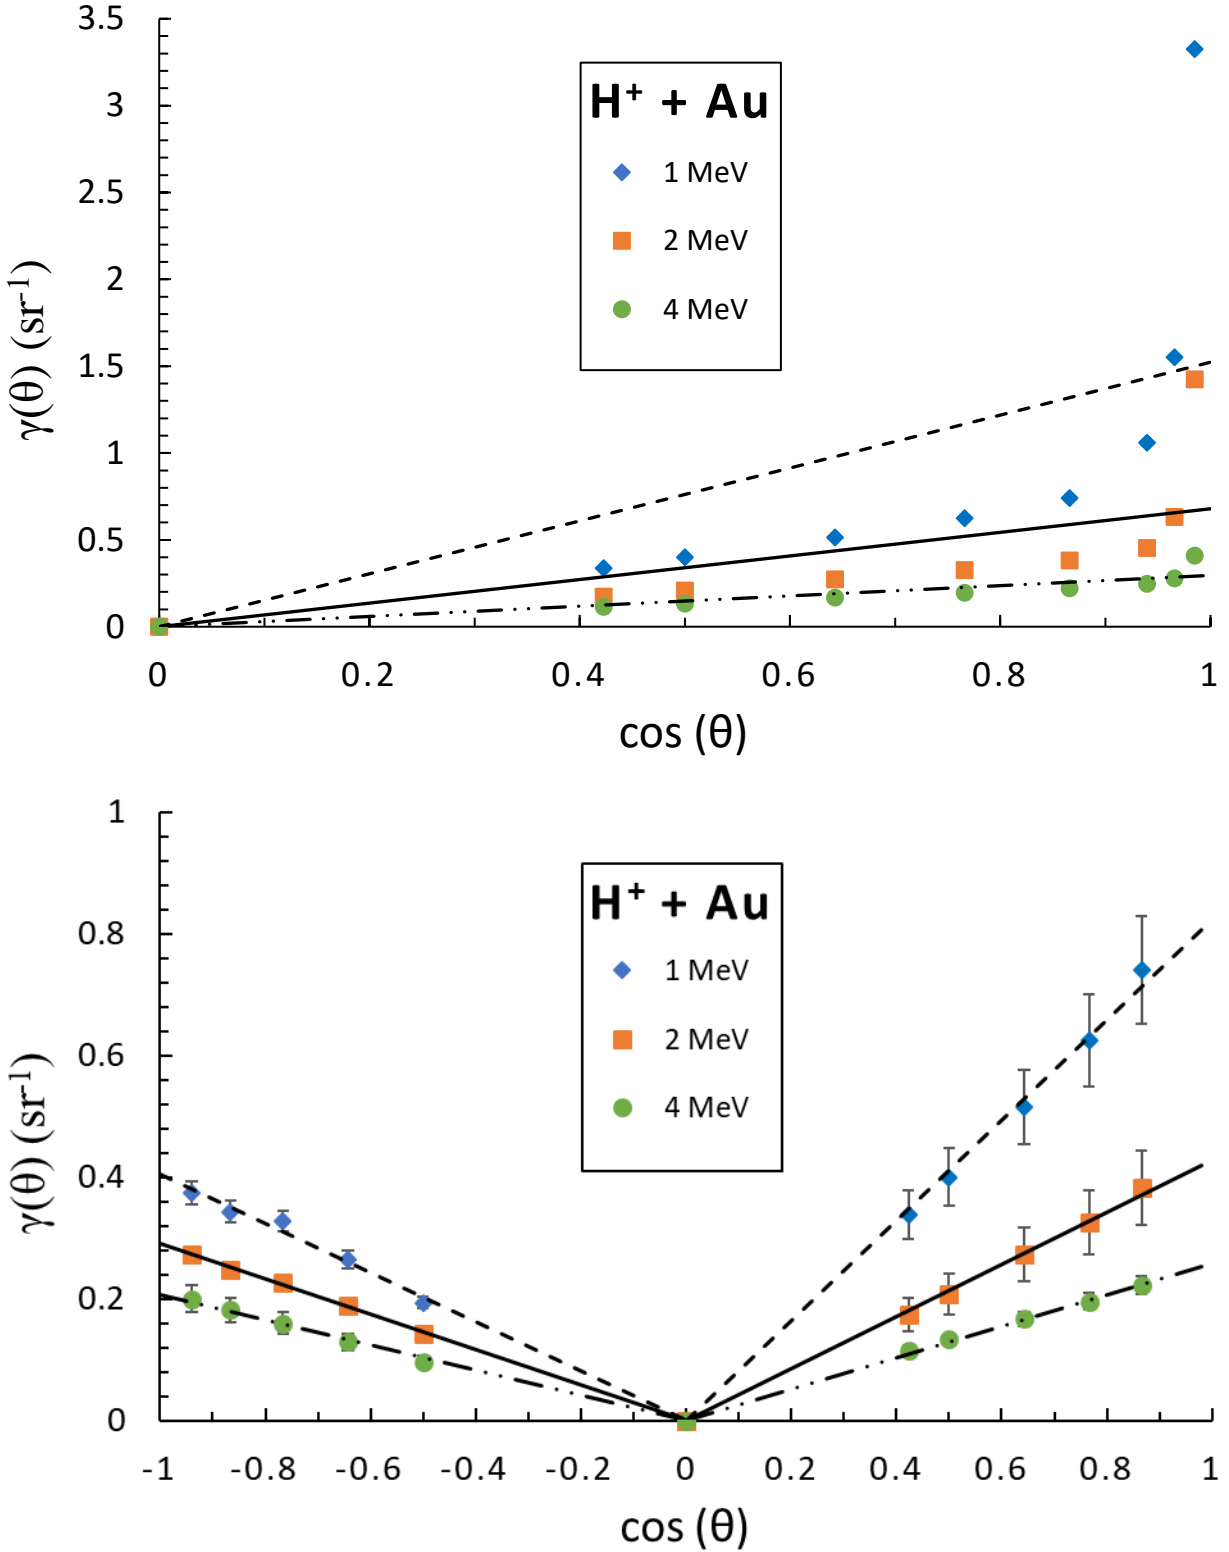 3.5
3
2.5
2
1.5
1
0.5
0
γ(θ) (sr-1)
H+ + Au
1 MeV
2 MeV
4 MeV
0 0.2 0.4 0.6 0.8 1
cos (θ)
1
0.8
0.6
0.4
0.2
0
γ(θ) (sr-1)
H+ + Au
1 MeV
2 MeV
4 MeV
-1 -0.8 -0.6 -0.4 -0.2 0 0.2 0.4 0.6 0.8 1
cos (θ)